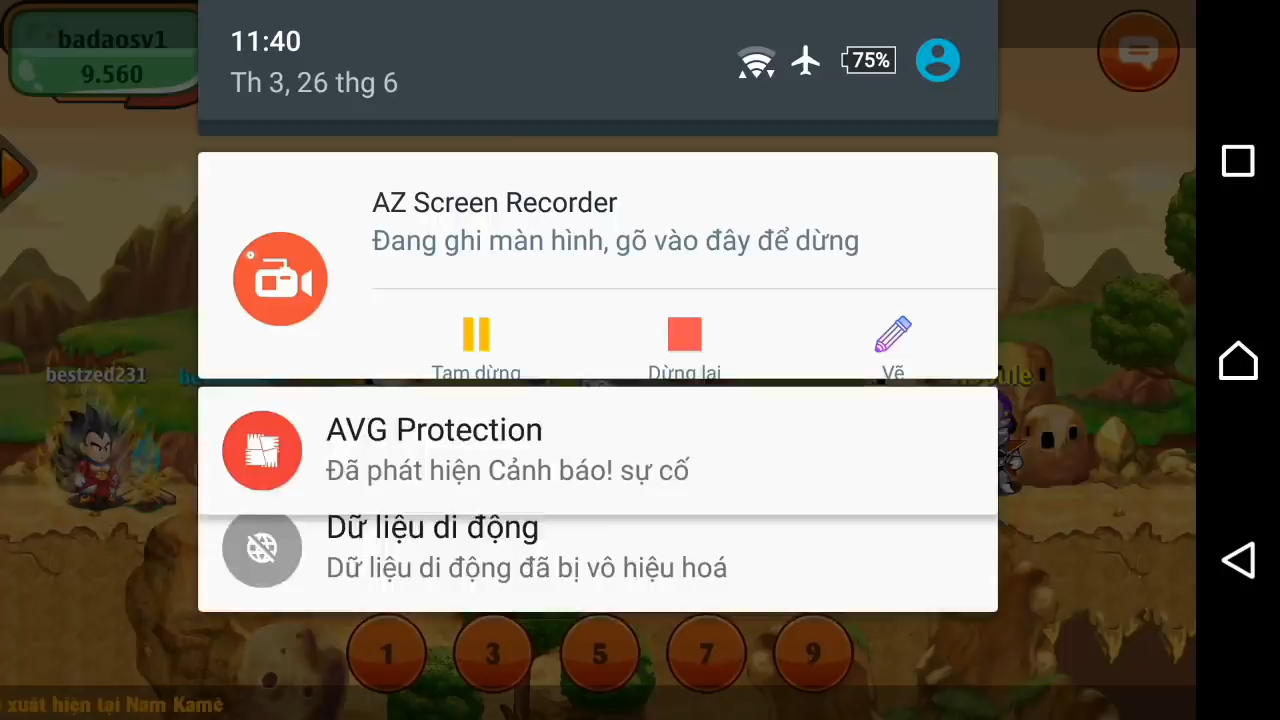 badaosv1
9.560
11:40
Th 3, 26 thg 6
75%
AZ Screen Recorder
Đang ghi màn hình, gõ vào đây để dừng
Tạm dừng
Dừng lại
Vẽ
bestzed231
AVG Protection
Đã phát hiện Cảnh báo! sự cố
Dữ liệu di động
Dữ liệu di động đã bị vô hiệu hoá
1 3 5 7 9
xuất hiện tại Nam Kamê